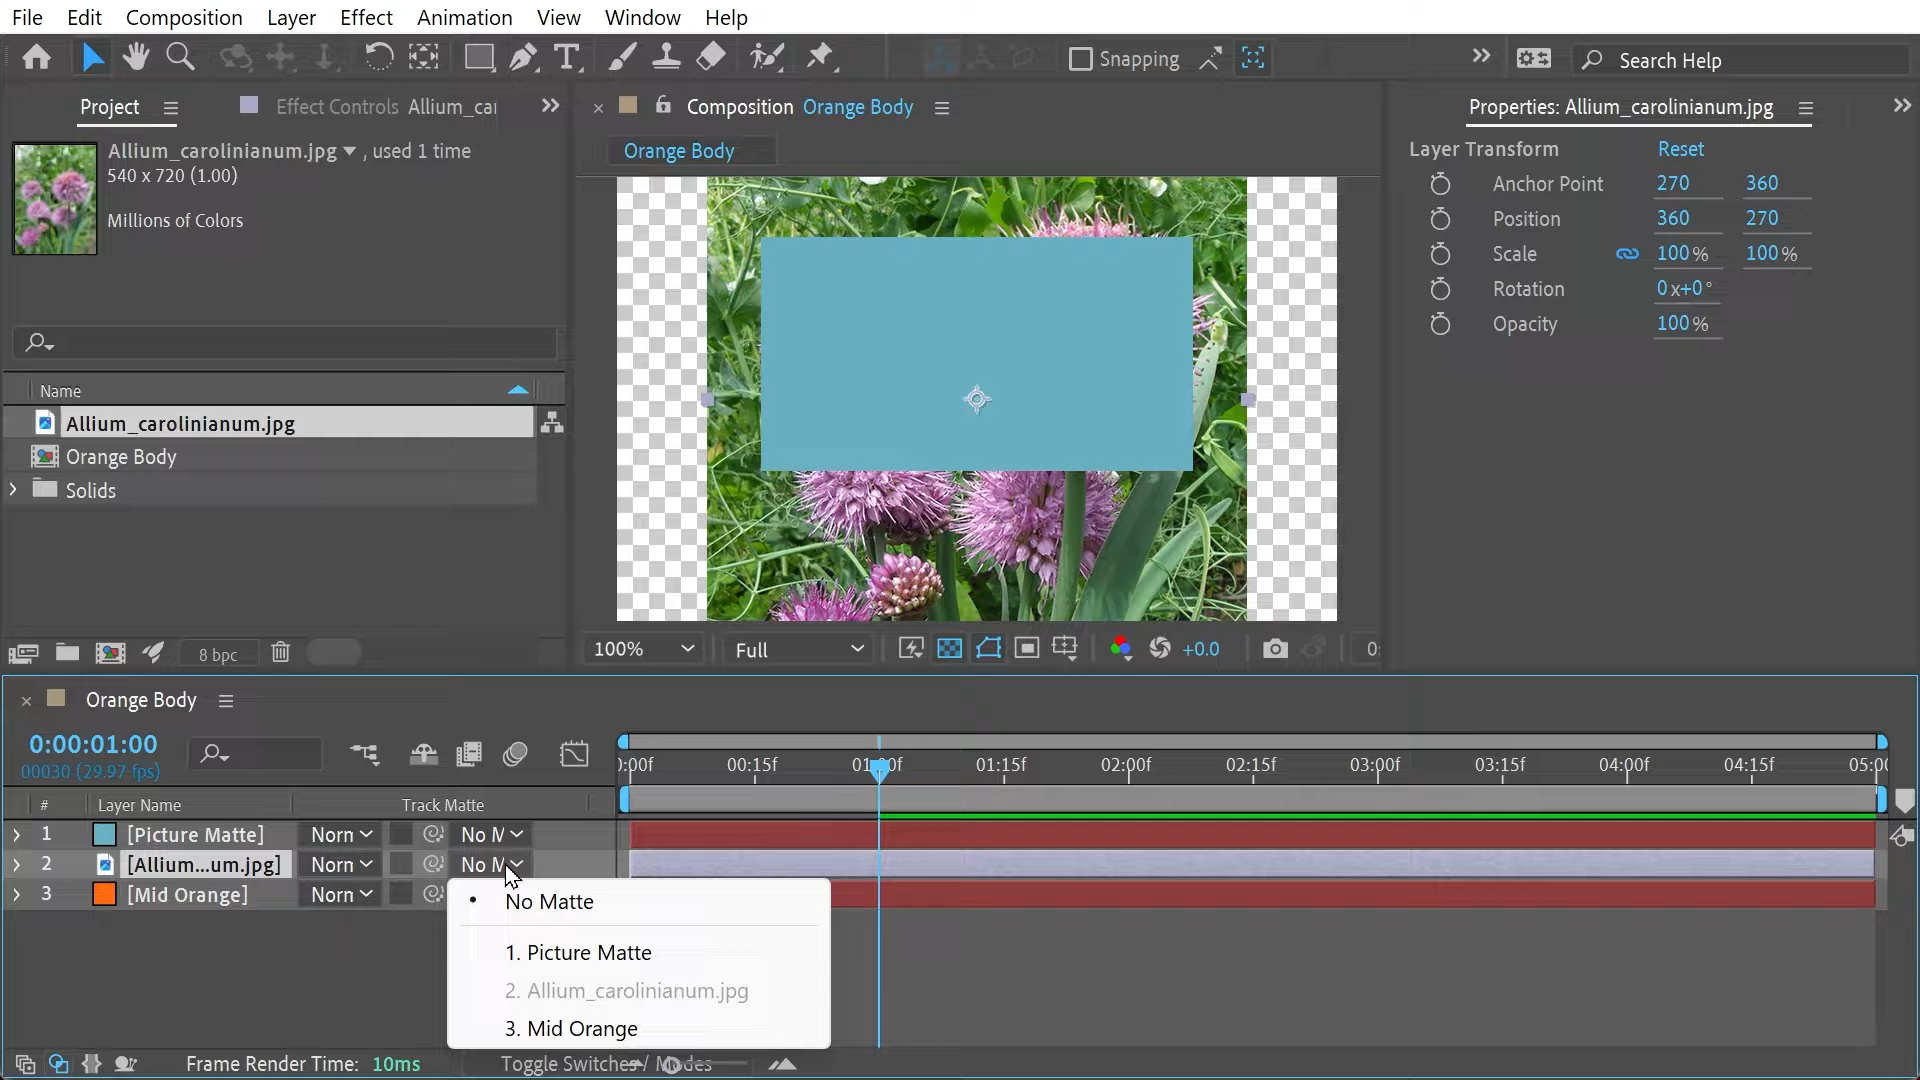 File Edit Composition Layer Effect Animation View Window Help
Snapping
Search Help
Project
Effect Controls Allium_car
Composition Orange Body
Properties: Allium_carolinianum.jpg
Allium_carolinianum.jpg , used 1 time
540 x 720 (1.00)
Millions of Colors
Orange Body
Layer Transform Reset
Anchor Point 270 360
Position 360 270
Scale 100% 100%
Rotation 0x+0°
Opacity 100%
Name
Allium_carolinianum.jpg
Orange Body
Solids
8 bpc
100% Full +0.0 0:
Orange Body
0:00:01:00
00030 (29.97 fps)
):00f 00:15f 01:00f 01:15f 02:00f 02:15f 03:00f 03:15f 04:00f 04:15f 05:00
# Layer Name Track Matte
1 [Picture Matte] Norn No M
2 [Allium...um.jpg] Norn No M
3 [Mid Orange] Norn
No Matte
1. Picture Matte
2. Allium_carolinianum.jpg
3. Mid Orange
Frame Render Time: 10ms
Toggle Switches / Modes